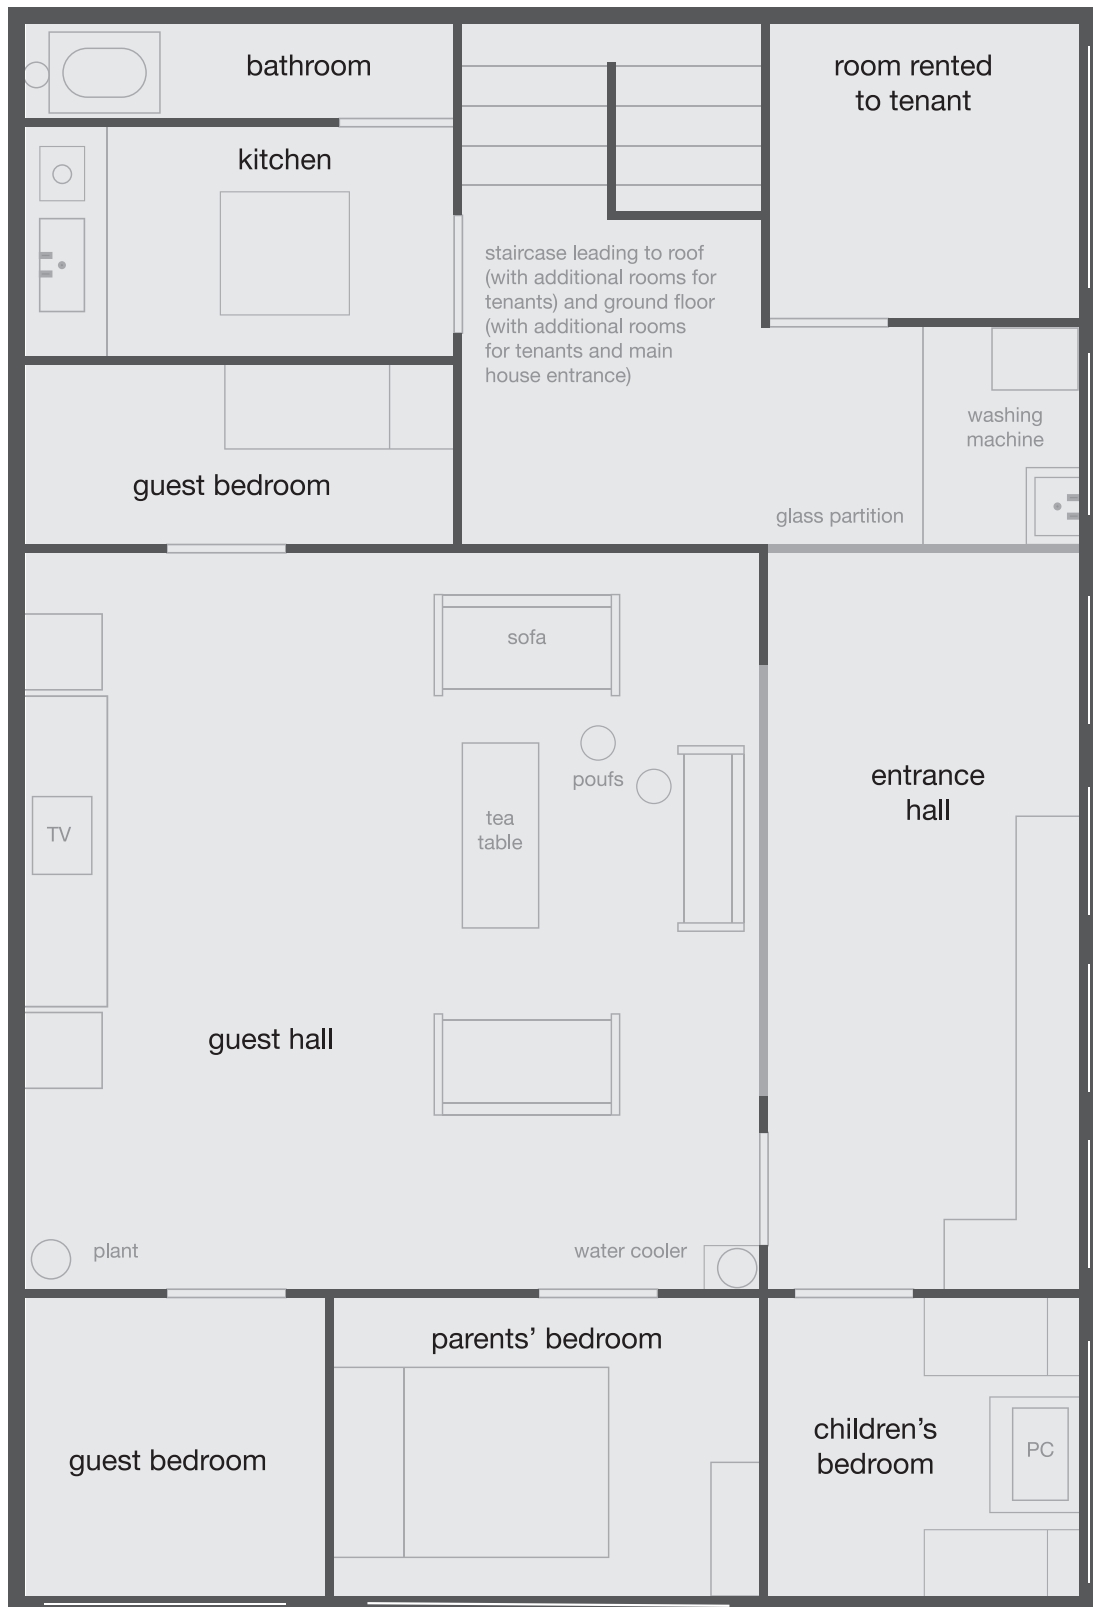 bathroom
room rented
to tenant
kitchen
staircase leading to roof
(with additional rooms for
tenants) and ground floor
(with additional rooms
for tenants and main
house entrance)
washing
machine
guest bedroom
glass partition
sofa
poufs
entrance
hall
tea
table
TV
guest hall
plant
water cooler
parents’ bedroom
guest bedroom
children’s
bedroom
PC